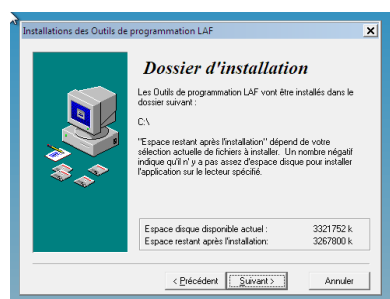 Installations des Outils de programmation LAF
Dossier d'installation
Les Outils de programmation LAF vont être installés dans le
dossier suivant :
C:\
"Espace restant après l'installation" dépend de votre
sélection actuelle de fichiers à installer. Un nombre négatif
indique qu'il n' y a pas assez d'espace disque pour installer
l'application sur le lecteur spécifié.
Espace disque disponible actuel : 3321752 k
Espace restant après l'installation: 3267800 k
< Précédent Suivant > Annuler